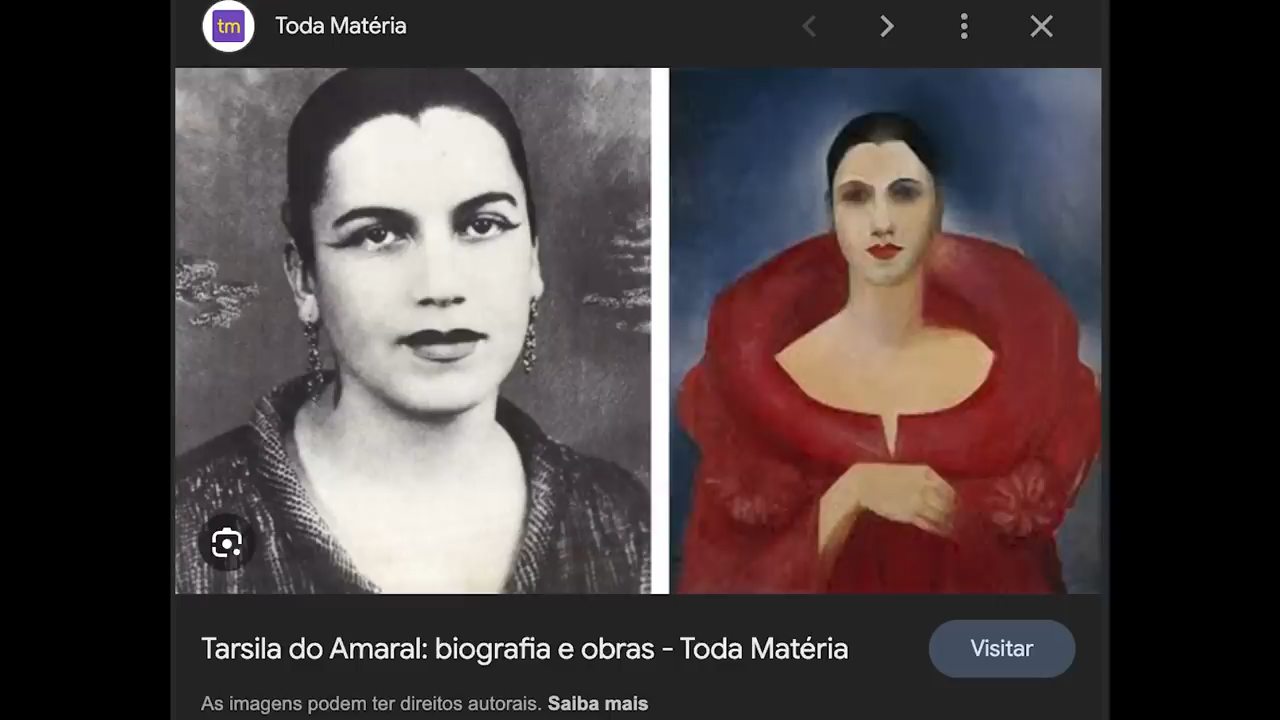 tm Toda Matéria
Tarsila do Amaral: biografia e obras - Toda Matéria
Visitar
As imagens podem ter direitos autorais. Saiba mais